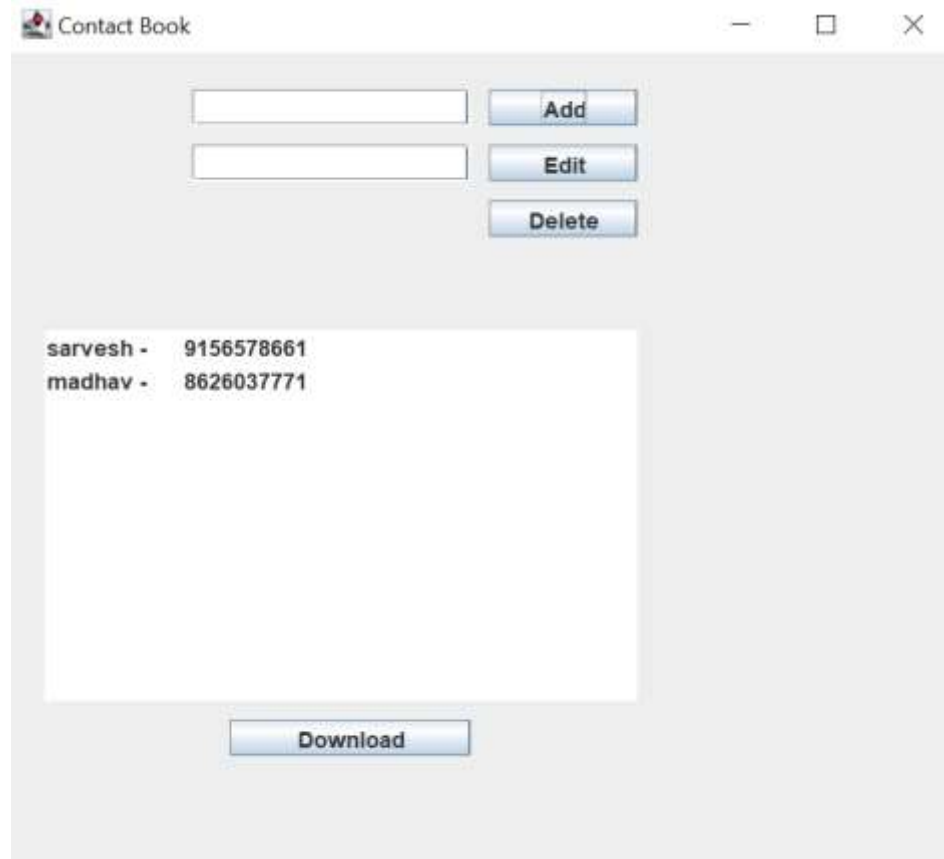 Contact Book
Add
Edit
Delete
sarvesh - 9156578661
madhav - 8626037771
Download